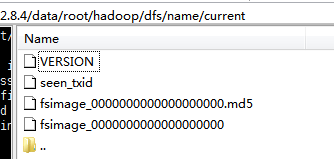 2.8.4/data/root/hadoop/dfs/name/current
Name
VERSION
seen_txid
fsimage_0000000000000000000.md5
fsimage_0000000000000000000
..